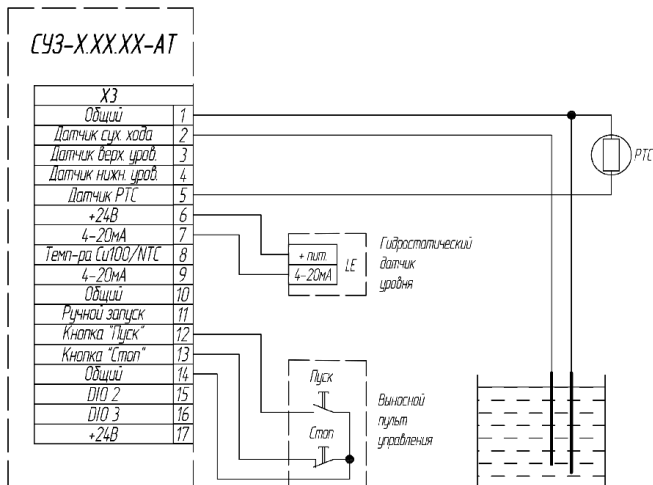 СУЗ-Х.ХХ.ХХ-АТ
Х3
Общий 1
Датчик сух. хода 2
Датчик верх. уров. 3
Датчик нижн. уров. 4
Датчик РТС 5
+24В 6
4-20мА 7
Темп-ра Cu100/NTC 8
4-20мА 9
Общий 10
Ручной запуск 11
Кнопка "Пуск" 12
Кнопка "Стоп" 13
Общий 14
DIO 2 15
DIO 3 16
+24В 17
РТС
+ пит.
4-20мА
LE
Гидростатический
датчик
уровня
Пуск
Стоп
Выносной
пульт
управления